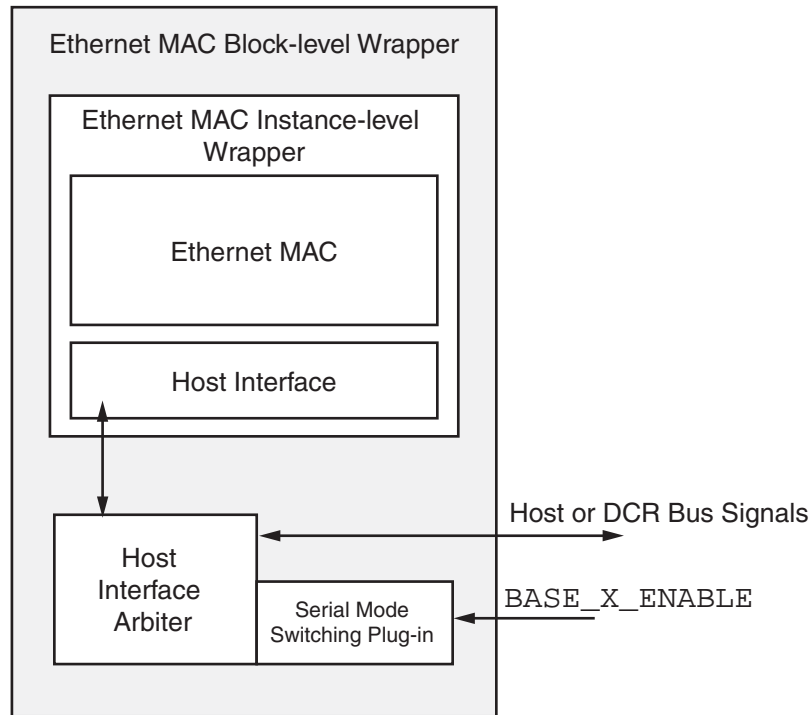 Ethernet MAC Block-level Wrapper
Ethernet MAC Instance-level
Wrapper
Ethernet MAC
Host Interface
Host or DCR Bus Signals
Host
Interface
Arbiter
BASE_X_ENABLE
Serial Mode
Switching Plug-in